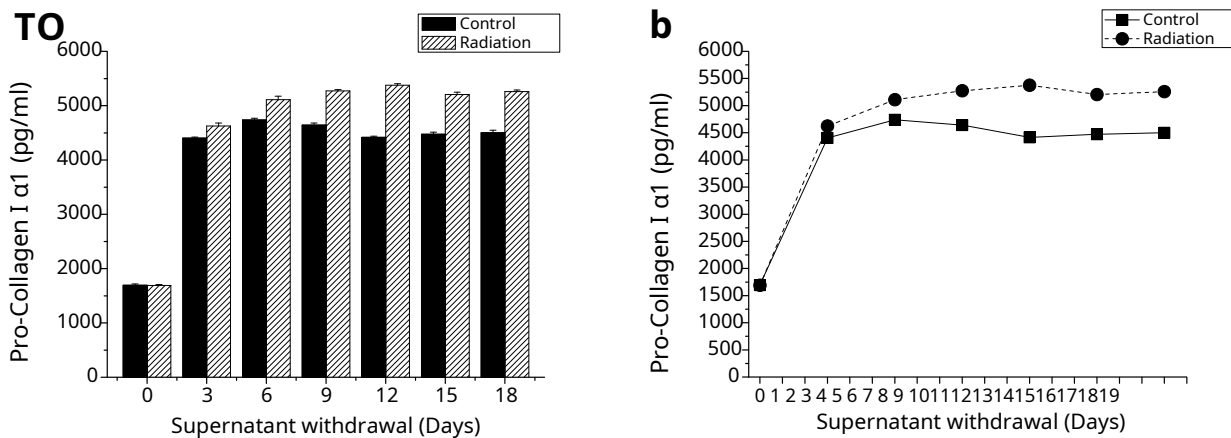 TO
Control
Radiation
Pro-Collagen I α1 (pg/ml)
6000
5000
4000
3000
2000
1000
0
0 3 6 9 12 15 18
Supernatant withdrawal (Days)
b
Control
Radiation
Pro-Collagen I α1 (pg/ml)
6000
5500
5000
4500
4000
3500
3000
2500
2000
1500
1000
500
0
0 1 2 3 4 5 6 7 8 9 10111213141516171819
Supernatant withdrawal (Days)